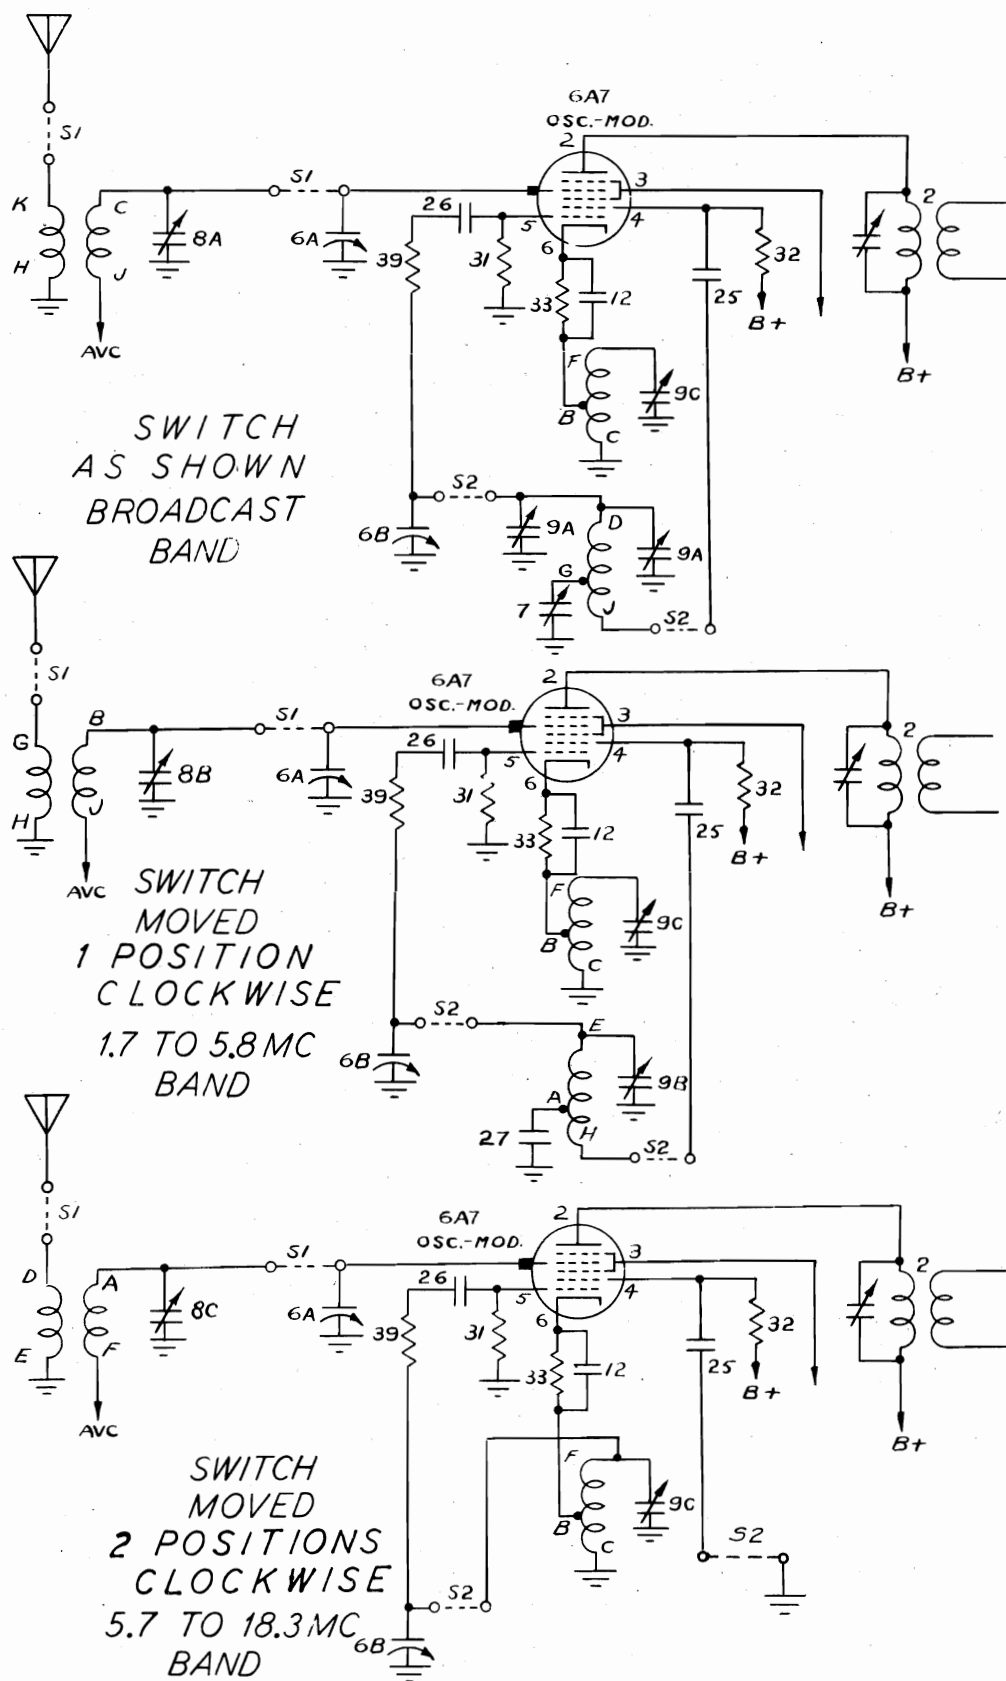 6A7
OSC.-MOD.
S1
2
K
C
S1
3
2
8A
26
5
4
H
J
6A
39
31
6
32
33
12
25
AVC
B+
F
B+
9C
B
C
SWITCH
AS SHOWN
BROADCAST
BAND
S2
6B
9A
D
9A
G
7
J
S2
S1
6A7
OSC.-MOD.
2
B
S1
3
2
G
26
5
4
8B
6A
39
31
6
32
H
J
33
12
25
AVC
B+
B+
SWITCH
MOVED
1 POSITION
CLOCKWISE
1.7 TO 5.8 MC
BAND
F
9C
B
C
S2
E
6B
9B
A
27
H
S2
S1
6A7
OSC.-MOD.
2
S1
3
2
D
A
26
5
4
8C
6A
39
31
6
32
E
F
33
12
25
AVC
B+
B+
SWITCH
MOVED
2 POSITIONS
CLOCKWISE
5.7 TO 18.3 MC
BAND
F
9C
B
C
S2
S2
6B